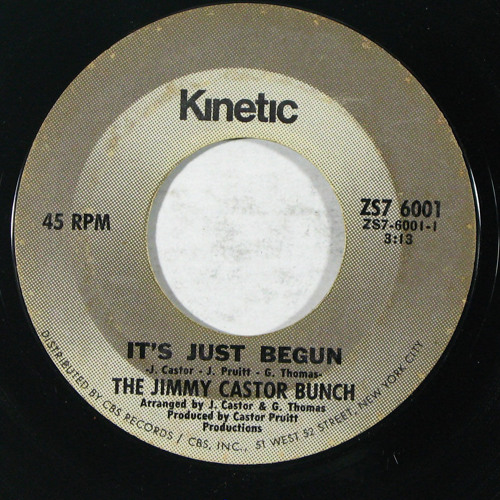 Kinetic
45 RPM
ZS7 6001
ZS7-6001-1
3:13
IT'S JUST BEGUN
-J. Castor - J. Pruitt - G. Thomas-
THE JIMMY CASTOR BUNCH
Arranged by J. Castor & G. Thomas
Produced by Castor Pruitt
Productions
DISTRIBUTED BY CBS RECORDS / CBS, INC., 51 WEST 52 STREET, NEW YORK CITY